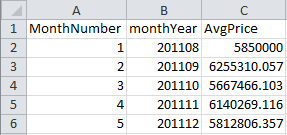 A B C
1 MonthNumber monthYear AvgPrice
2 1 201108 5850000
3 2 201109 6255310.057
4 3 201110 5667466.103
5 4 201111 6140269.116
6 5 201112 5812806.357